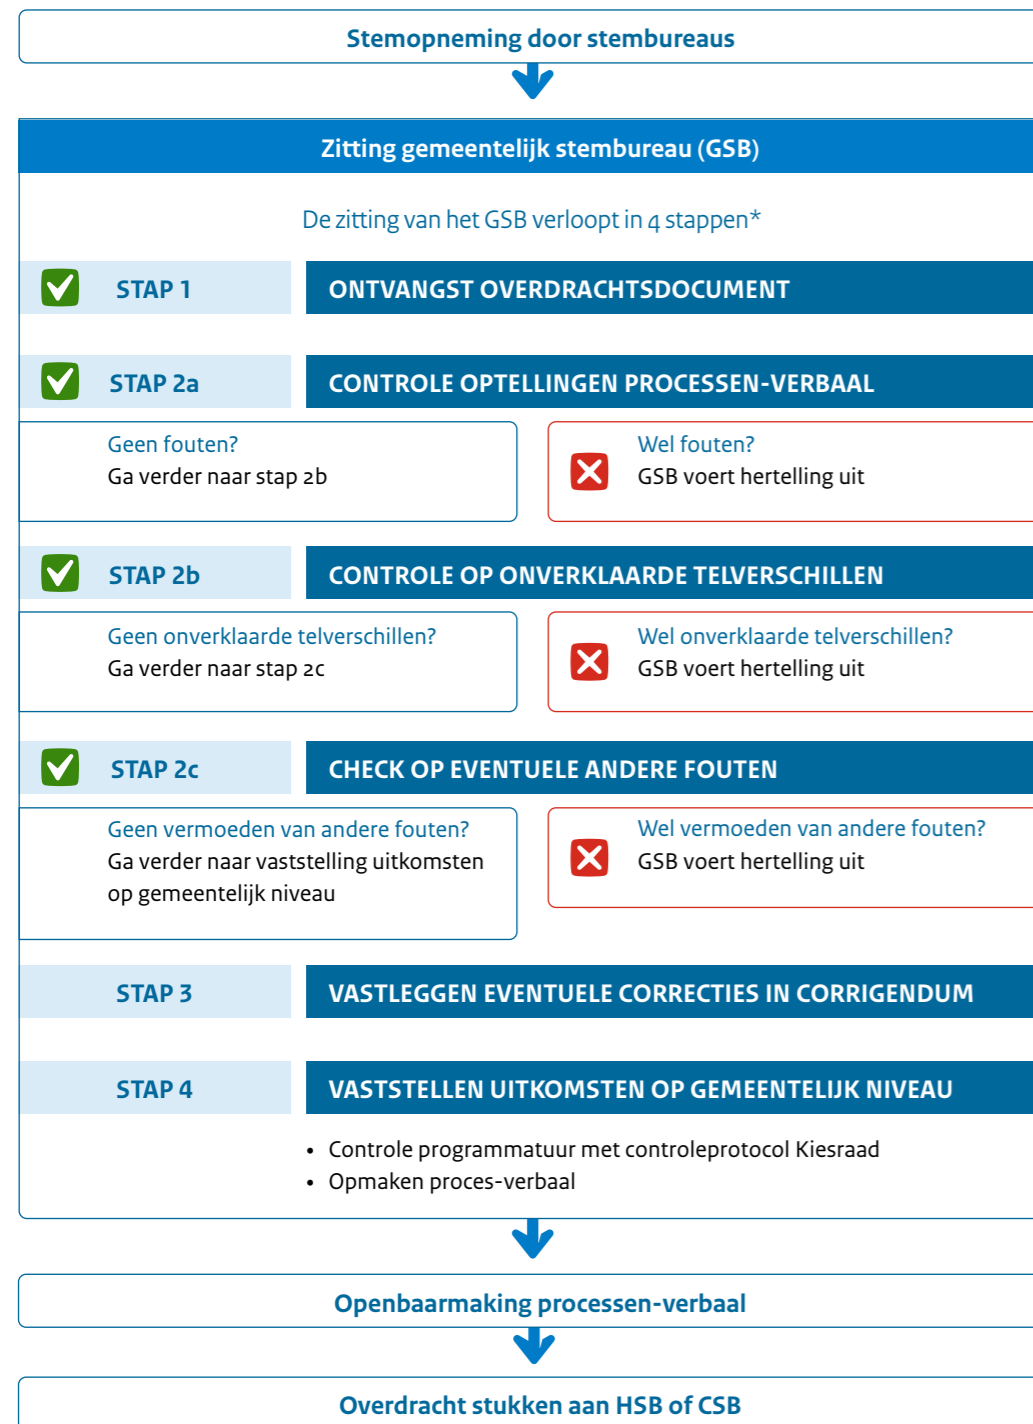 Stemopneming door stembureaus
Zitting gemeentelijk stembureau (GSB)
De zitting van het GSB verloopt in 4 stappen*
STAP 1
ONTVANGST OVERDRACHTSDOCUMENT
STAP 2a
CONTROLE OPTELLINGEN PROCESSEN-VERBAAL
Geen fouten?
Ga verder naar stap 2b
Wel fouten?
GSB voert hertelling uit
STAP 2b
CONTROLE OP ONVERKLAARDE TELVERSCHILLEN
Geen onverklaarde telverschillen?
Ga verder naar stap 2c
Wel onverklaarde telverschillen?
GSB voert hertelling uit
STAP 2c
CHECK OP EVENTUELE ANDERE FOUTEN
Geen vermoeden van andere fouten?
Ga verder naar vaststelling uitkomsten
op gemeentelijk niveau
Wel vermoeden van andere fouten?
GSB voert hertelling uit
STAP 3
VASTLEGGEN EVENTUELE CORRECTIES IN CORRIGENDUM
STAP 4
VASTSTELLEN UITKOMSTEN OP GEMEENTELIJK NIVEAU
• Controle programmatuur met controleprotocol Kiesraad
• Opmaken proces-verbaal
Openbaarmaking processen-verbaal
Overdracht stukken aan HSB of CSB